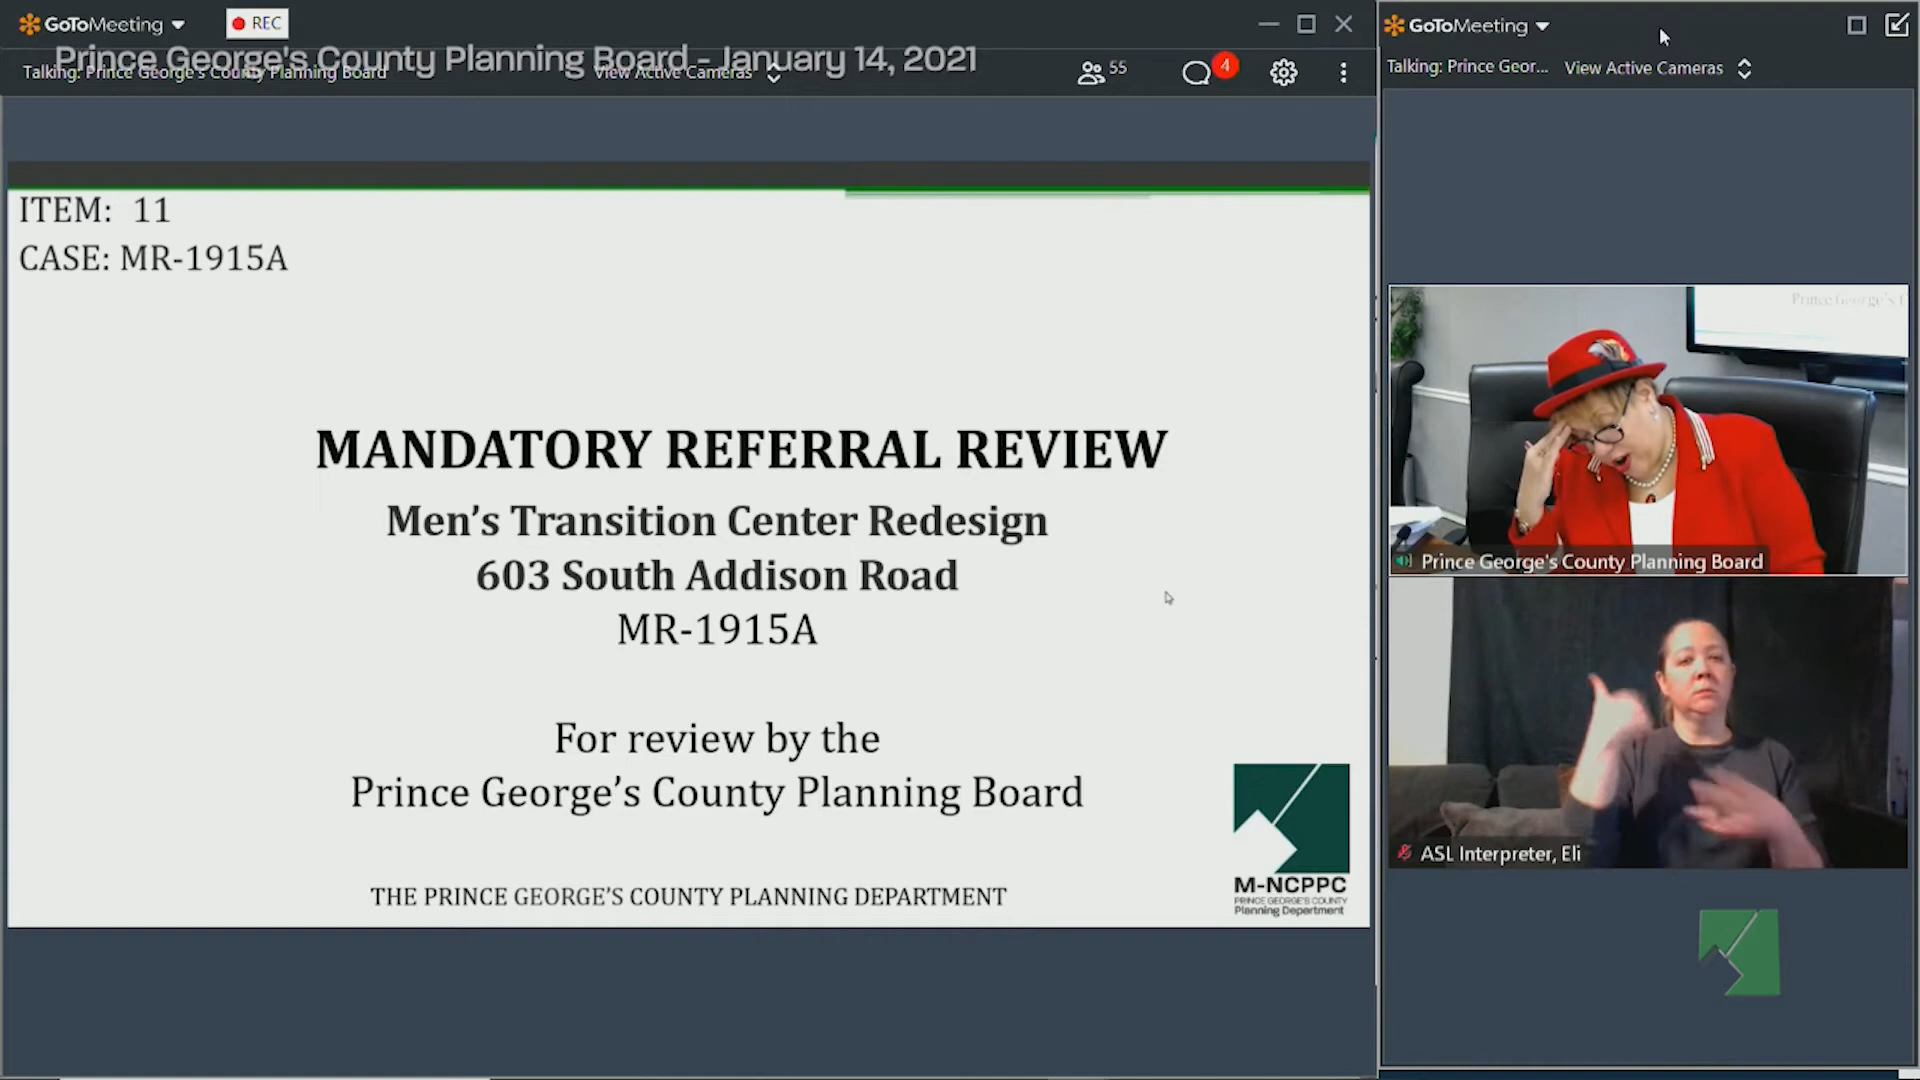 GoToMeeting
REC
Prince George's County Planning Board - January 14, 2021
Talking: Prince George's County Planning Board
View Active Cameras
55
4
ITEM: 11
CASE: MR-1915A
MANDATORY REFERRAL REVIEW
Men's Transition Center Redesign
603 South Addison Road
MR-1915A
For review by the
Prince George's County Planning Board
THE PRINCE GEORGE'S COUNTY PLANNING DEPARTMENT
M-NCPPC
PRINCE GEORGE'S COUNTY
Planning Department
GoToMeeting
Talking: Prince Geor...
View Active Cameras
Prince George's
Prince George's County Planning Board
ASL Interpreter, Eli